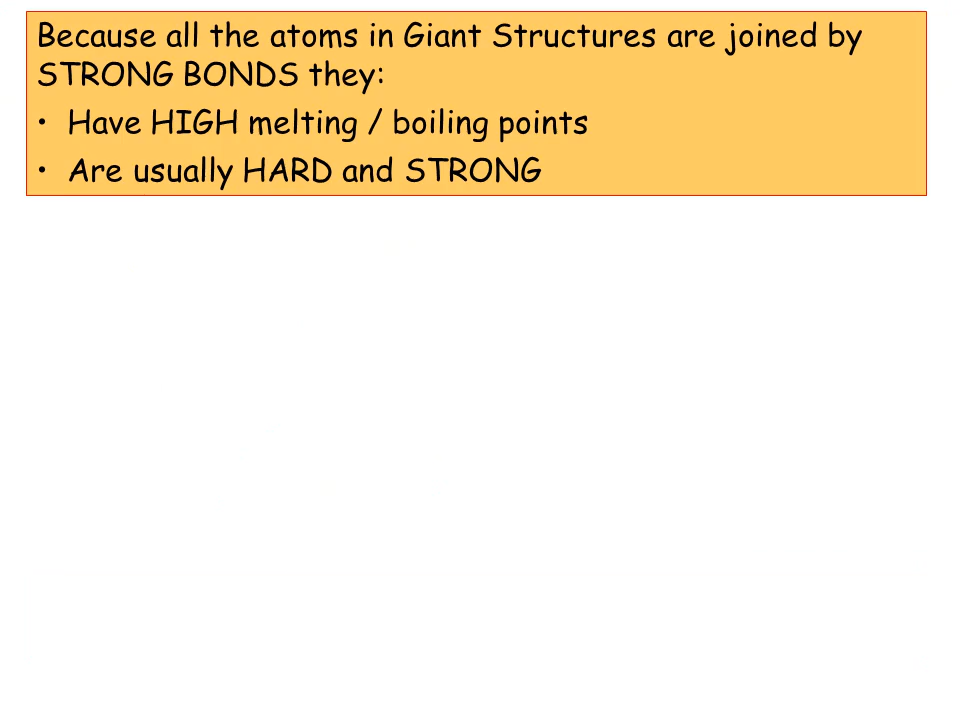 Because all the atoms in Giant Structures are joined by
STRONG BONDS they:
• Have HIGH melting / boiling points
• Are usually HARD and STRONG